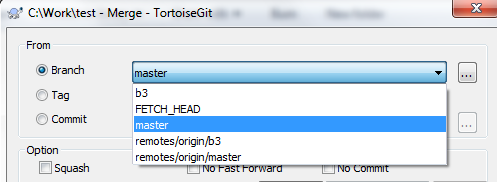 C:\Work\test - Merge - TortoiseGit
From
Branch
master
...
b3
FETCH_HEAD
master
remotes/origin/b3
remotes/origin/master
Tag
Commit
...
Option
Squash
No Fast Forward
No Commit